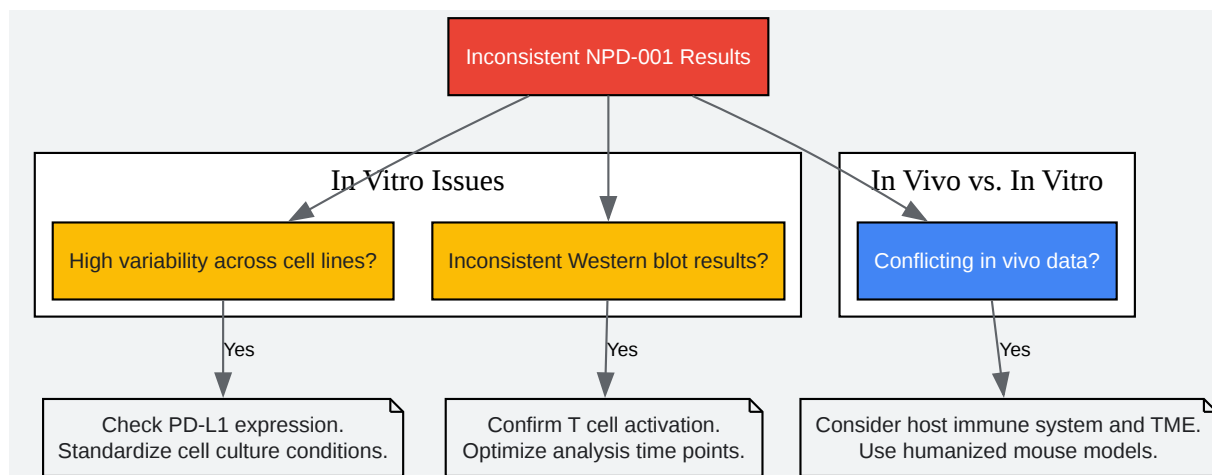 Inconsistent NPD-001 Results
In Vitro Issues
In Vivo vs. In Vitro
High variability across cell lines?
Inconsistent Western blot results?
Conflicting in vivo data?
Yes
Yes
Yes
Check PD-L1 expression.
Standardize cell culture conditions.
Confirm T cell activation.
Optimize analysis time points.
Consider host immune system and TME.
Use humanized mouse models.